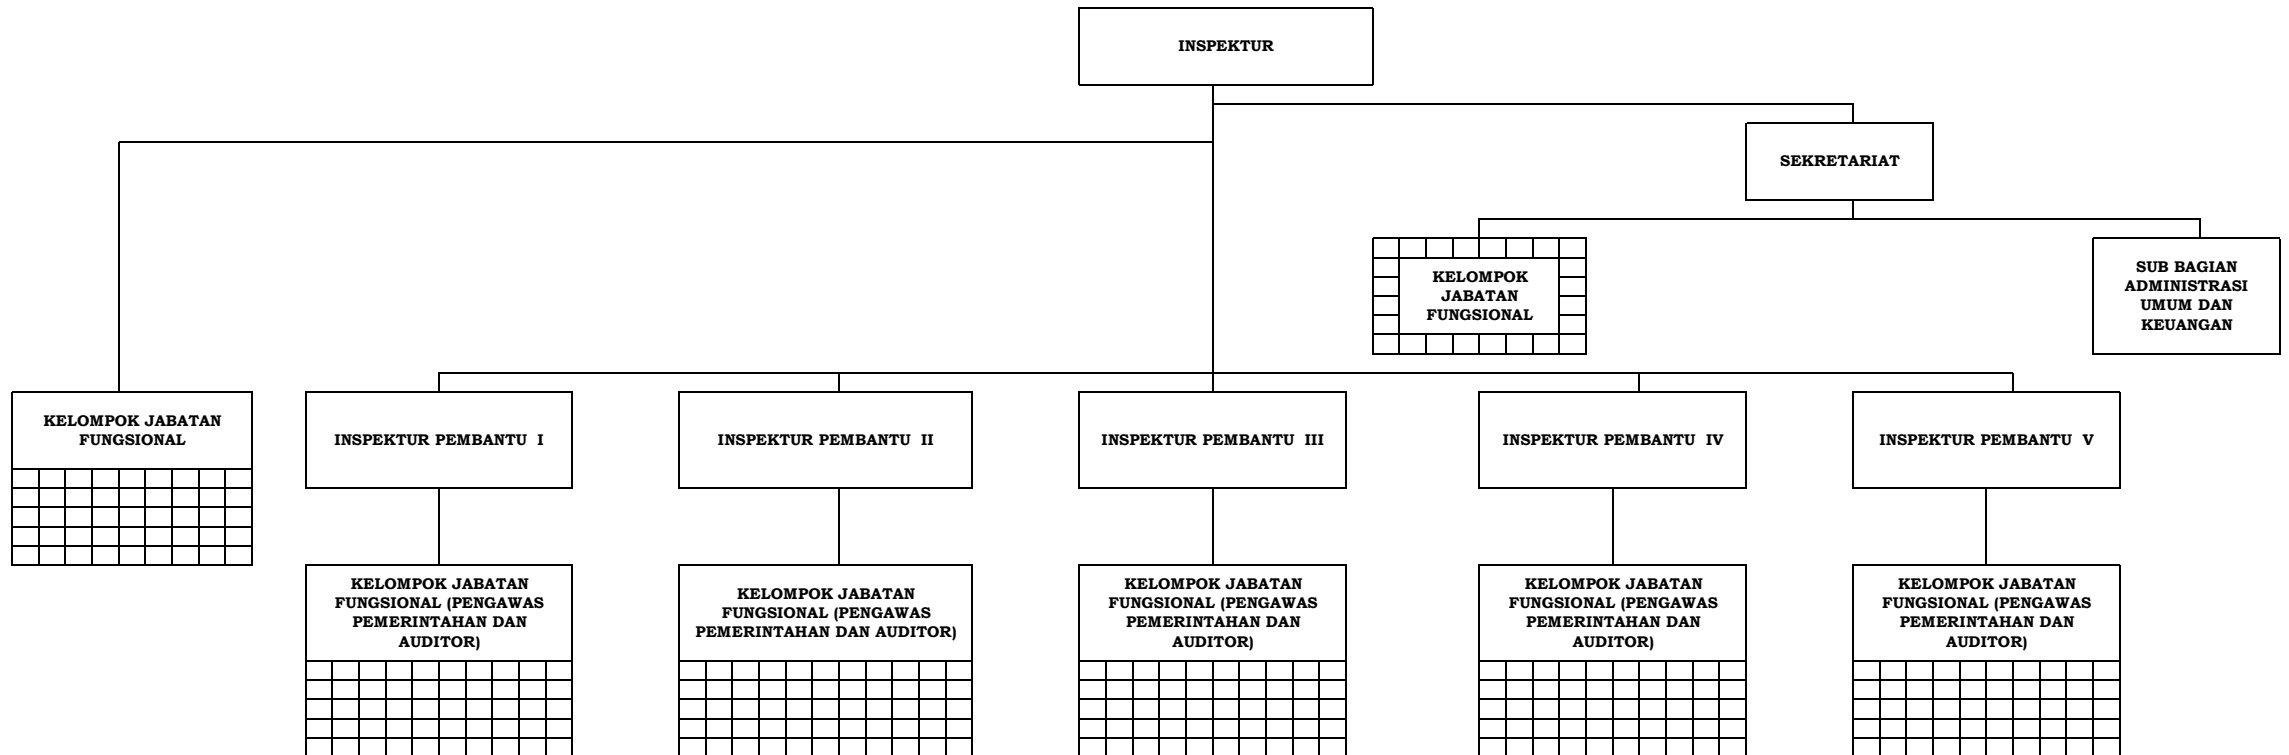 INSPEKTUR
SEKRETARIAT
KELOMPOK
JABATAN
FUNGSIONAL
SUB BAGIAN
ADMINISTRASI
UMUM DAN
KEUANGAN
KELOMPOK JABATAN
FUNGSIONAL
INSPEKTUR PEMBANTU  I
INSPEKTUR PEMBANTU  II
INSPEKTUR PEMBANTU  III
INSPEKTUR PEMBANTU  IV
INSPEKTUR PEMBANTU  V
KELOMPOK JABATAN
FUNGSIONAL (PENGAWAS
PEMERINTAHAN DAN
AUDITOR)
KELOMPOK JABATAN
FUNGSIONAL (PENGAWAS
PEMERINTAHAN DAN AUDITOR)
KELOMPOK JABATAN
FUNGSIONAL (PENGAWAS
PEMERINTAHAN DAN
AUDITOR)
KELOMPOK JABATAN
FUNGSIONAL (PENGAWAS
PEMERINTAHAN DAN
AUDITOR)
KELOMPOK JABATAN
FUNGSIONAL (PENGAWAS
PEMERINTAHAN DAN
AUDITOR)